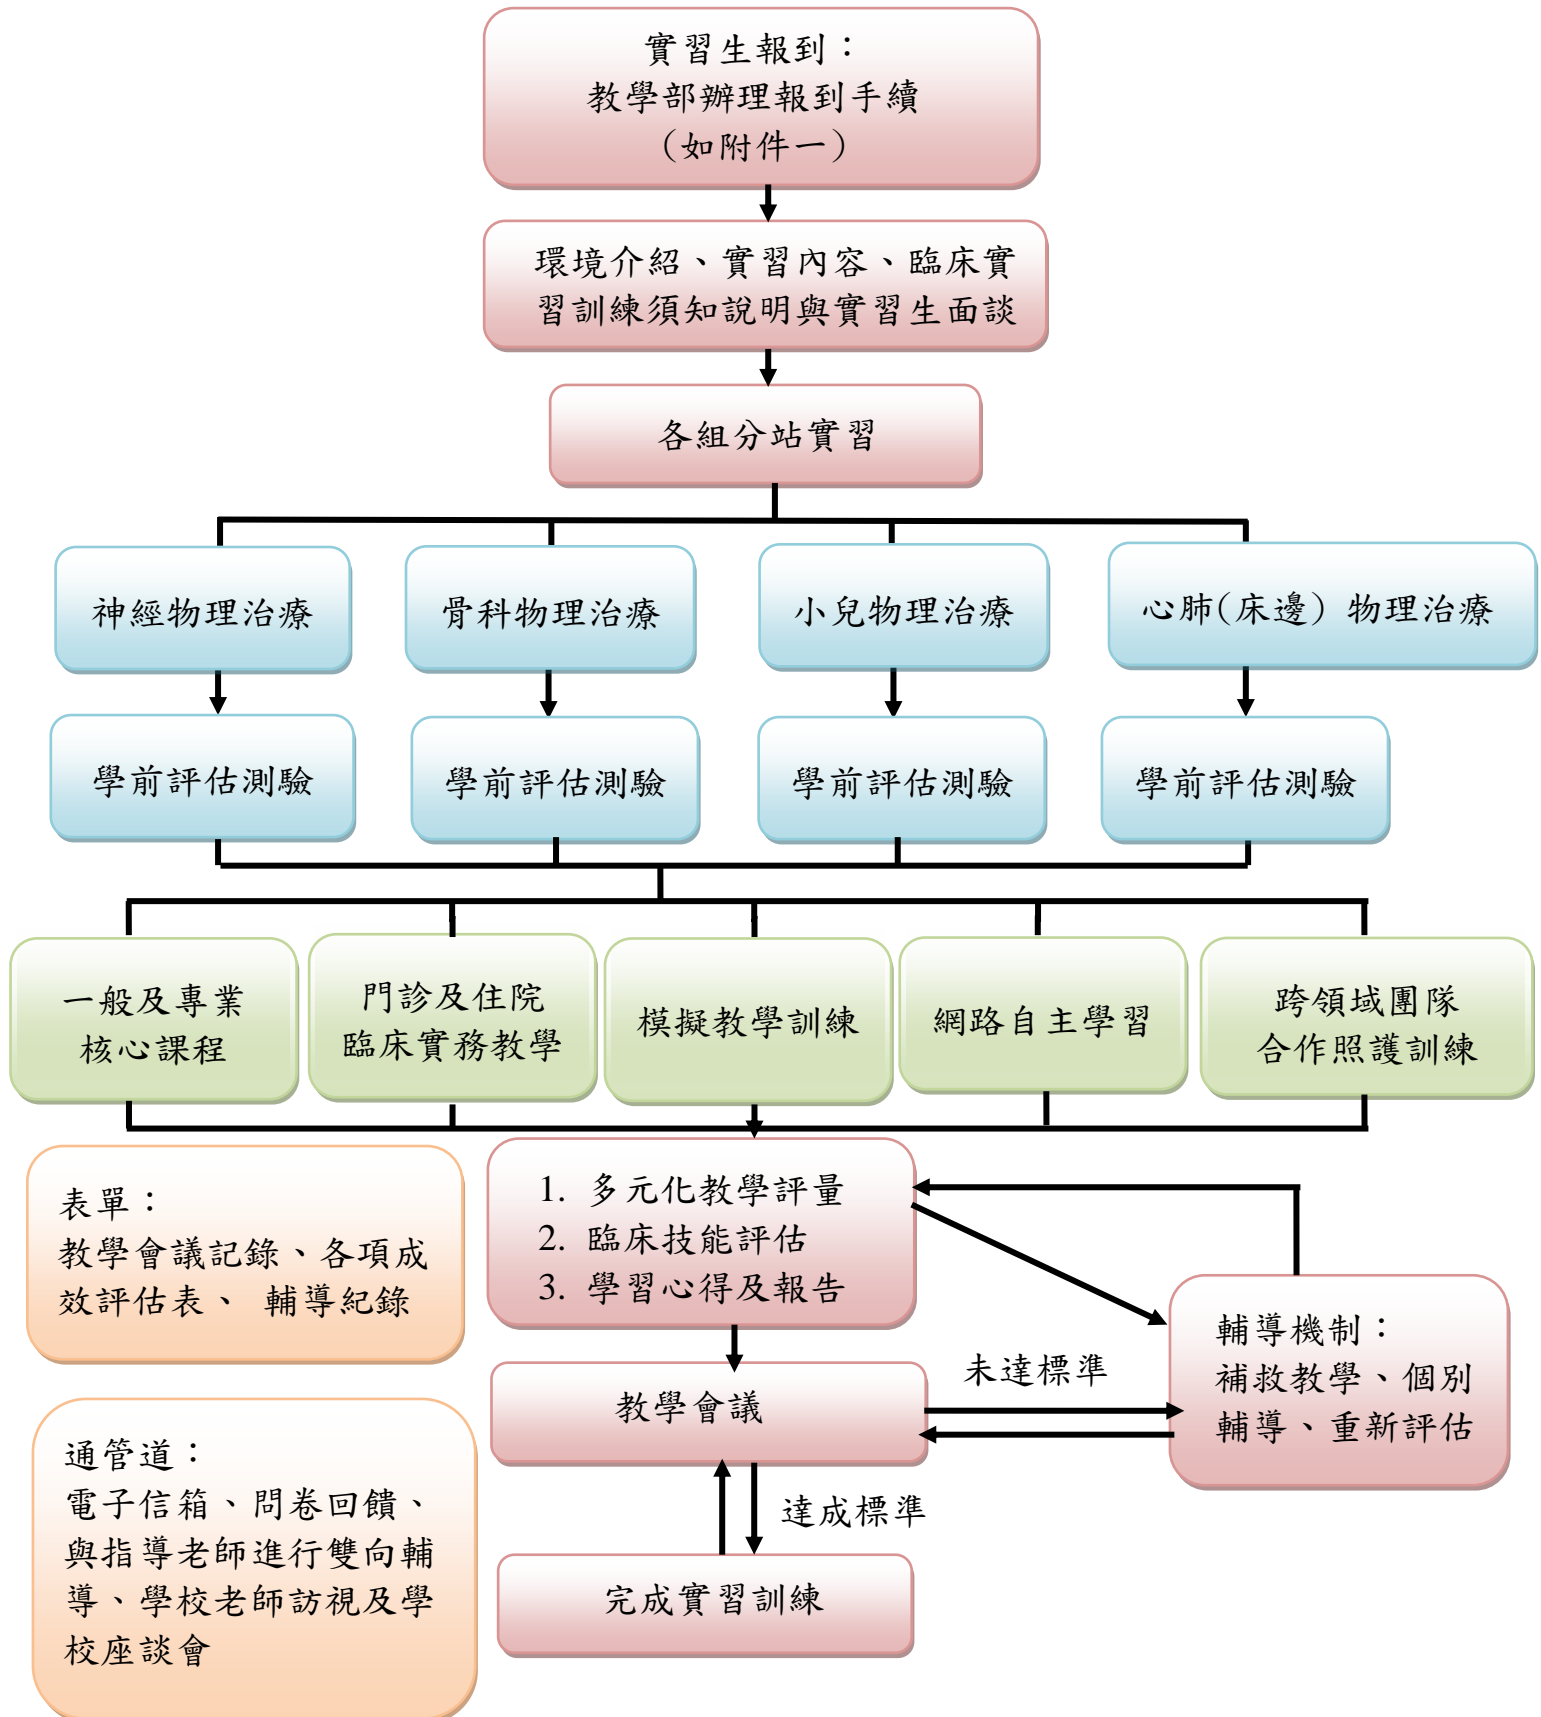 實習生報到：
教學部辦理報到手續
（如附件一）
環境介紹、實習內容、臨床實
習訓練須知說明與實習生面談
各組分站實習
神經物理治療
骨科物理治療
小兒物理治療
心肺(床邊) 物理治療
學前評估測驗
學前評估測驗
學前評估測驗
學前評估測驗
一般及專業
核心課程
門診及住院
臨床實務教學
模擬教學訓練
網路自主學習
跨領域團隊
合作照護訓練
表單：
教學會議記錄、各項成
效評估表、 輔導紀錄
1. 多元化教學評量
2. 臨床技能評估
3. 學習心得及報告
輔導機制：
補救教學、個別
輔導、重新評估
未達標準
教學會議
通管道：
電子信箱、問卷回饋、
與指導老師進行雙向輔
導、學校老師訪視及學
校座談會
達成標準
完成實習訓練